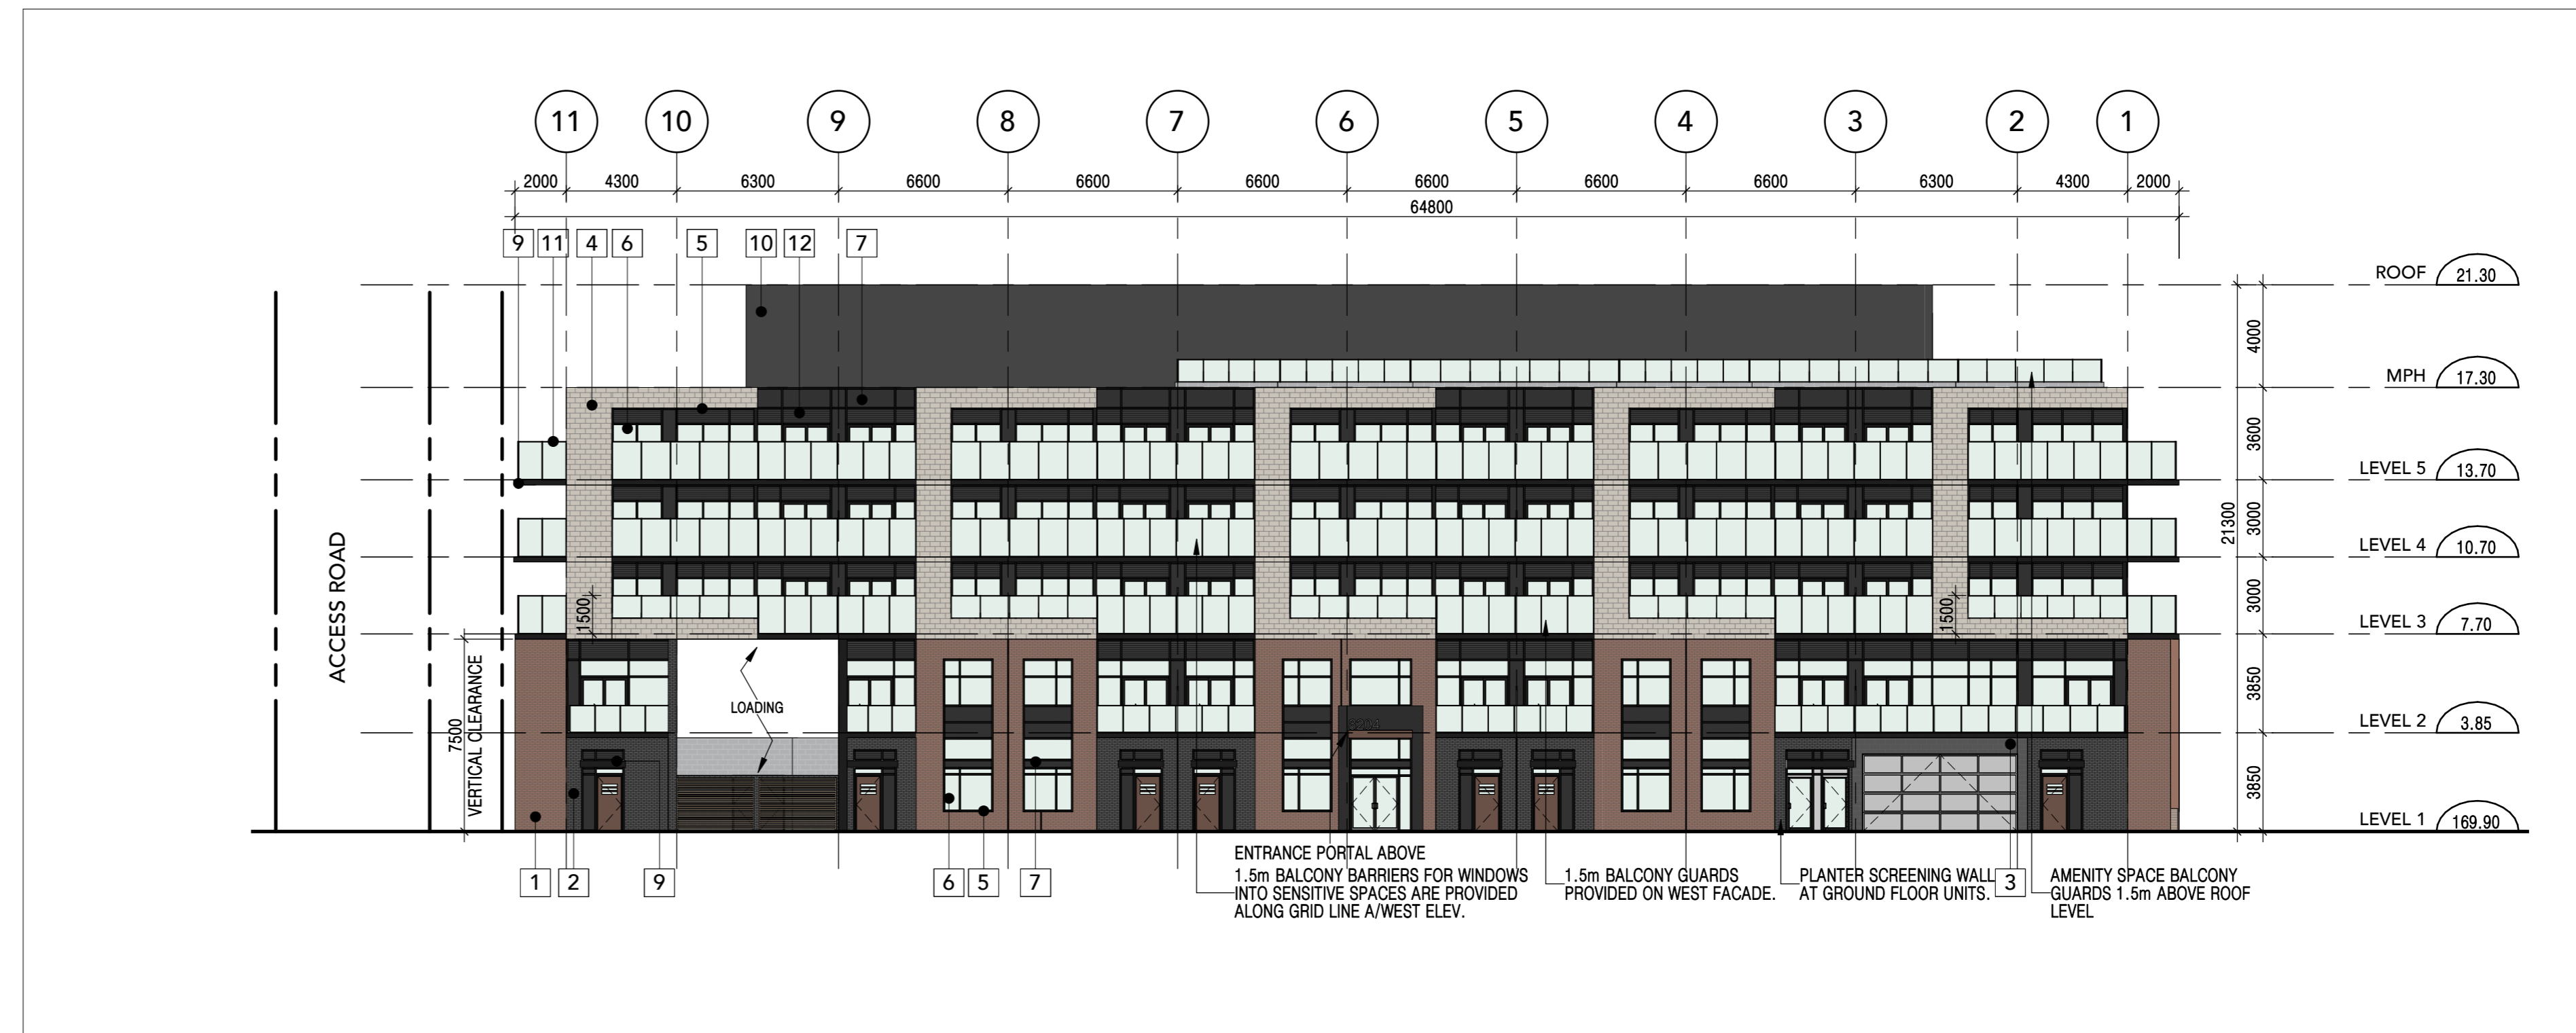 11 10 9 8 7 6 5 4 3 2 1
2000 4300 6300 6600 6600 6600 6600 6600 6600 6300 4300 2000
64800
9 11 4 6 5 10 12 7
ROOF 21.30
4000
MPH 17.30
3600
LEVEL 5 13.70
3000
21300
LEVEL 4 10.70
3000
1500
1500
LEVEL 3 7.70
ACCESS ROAD
7500
VERTICAL CLEARANCE
LOADING
3850
LEVEL 2 3.85
3850
LEVEL 1 169.90
1 2 9 6 5 7
ENTRANCE PORTAL ABOVE
1.5m BALCONY BARRIERS FOR WINDOWS
INTO SENSITIVE SPACES ARE PROVIDED
ALONG GRID LINE A/WEST ELEV.
1.5m BALCONY GUARDS
PROVIDED ON WEST FACADE.
PLANTER SCREENING WALL
AT GROUND FLOOR UNITS.
3
AMENITY SPACE BALCONY
GUARDS 1.5m ABOVE ROOF
LEVEL